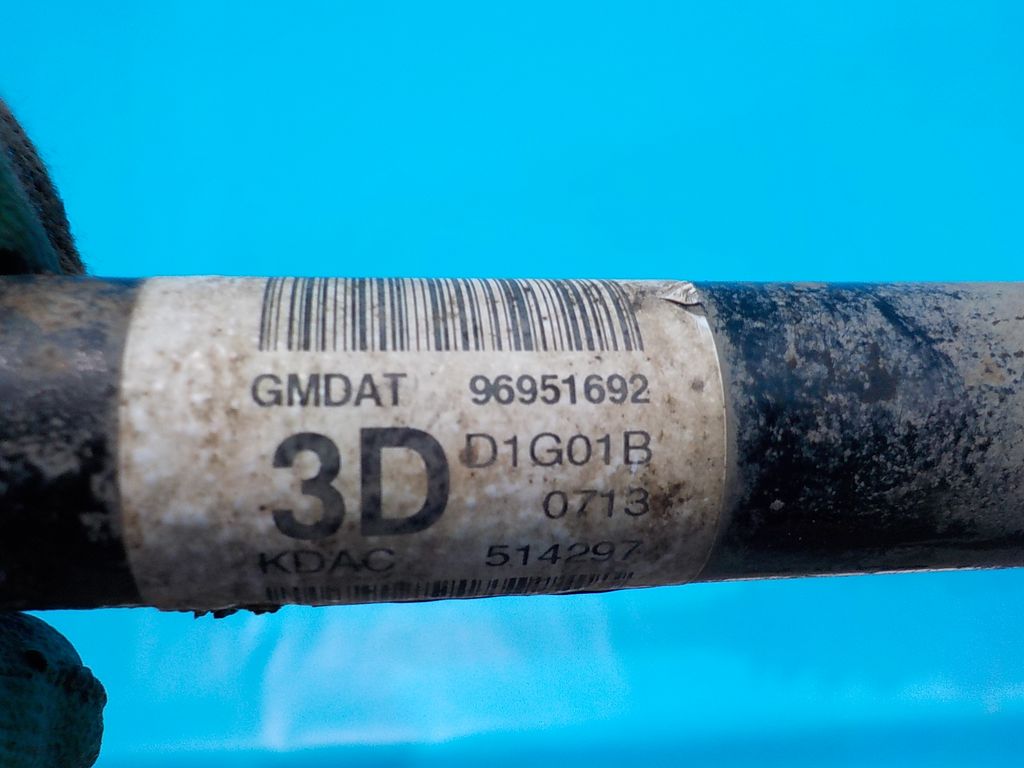 GMDAT 96951692
3D D1G01B
0713
KDAC 514297